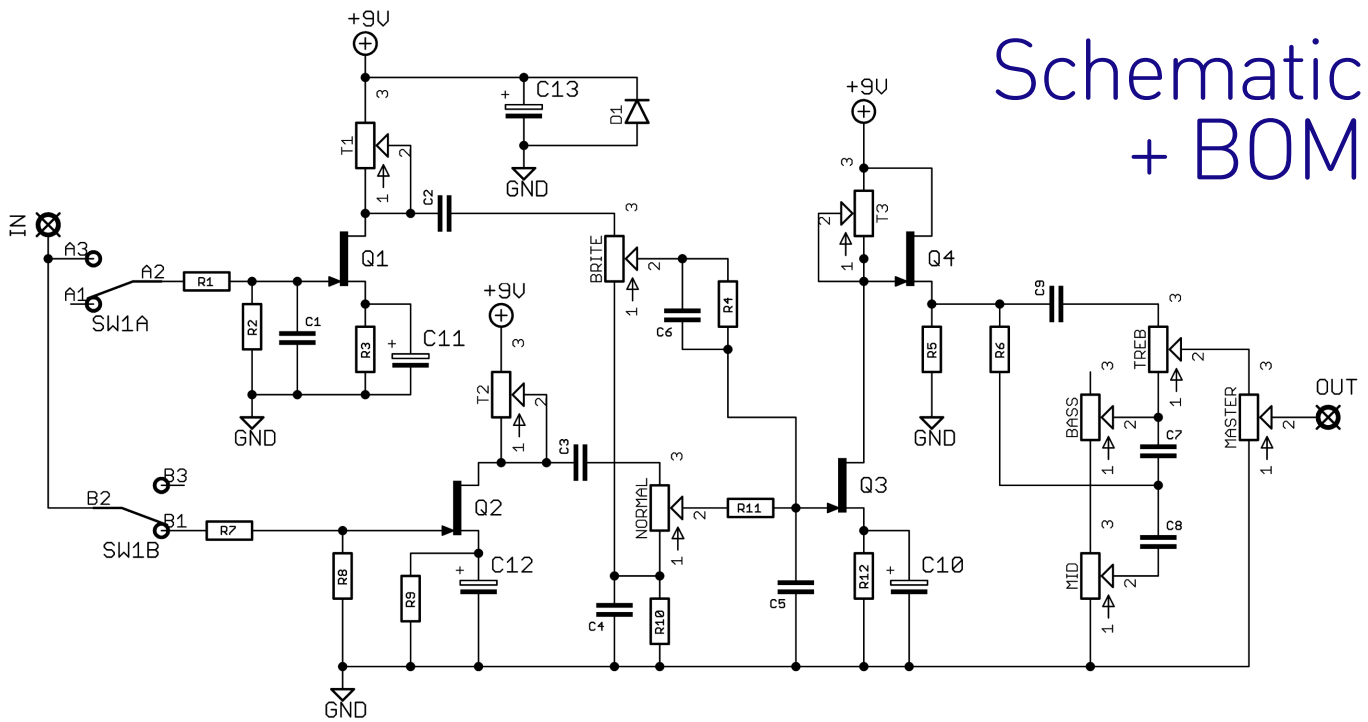 Schematic
+ BOM
+9V
3
T1
2
1
+
C13
D1
GND
IN
A3
A2
A1
SW1A
R1
R2
C1
Q1
R3
+
C11
GND
C2
3
BRITE
2
1
C6
R4
+9V
3
T2
2
1
C3
3
NORMAL
2
1
B3
B2
B1
SW1B
R7
R8
R9
Q2
+
C12
GND
C4
R10
R11
C5
Q3
R12
+
C10
+9V
3
T3
2
1
Q4
R5
GND
R6
C9
3
TREB
2
1
3
BASS
2
1
C7
C8
3
MID
2
1
3
MASTER
2
1
OUT